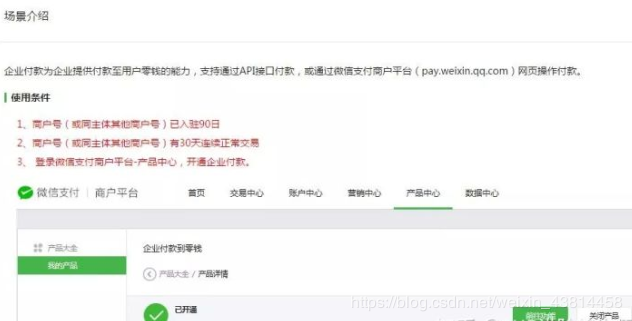 场景介绍
企业付款为企业提供付款至用户零钱的能力，支持通过API接口付款，或通过微信支付商户平台（pay.weixin.qq.com）网页操作付款。
使用条件
1、商户号（或同主体其他商户号）已入驻90日
2、商户号（或同主体其他商户号）有30天连续正常交易
3、 登录微信支付商户平台-产品中心，开通企业付款。
微信支付 | 商户平台 首页 交易中心 账户中心 营销中心 产品中心 数据中心
产品大全 企业付款到零钱
我的产品
产品大全 / 产品详情
已开通
关闭产品
https://blog.csdn.net/weixin_43814458